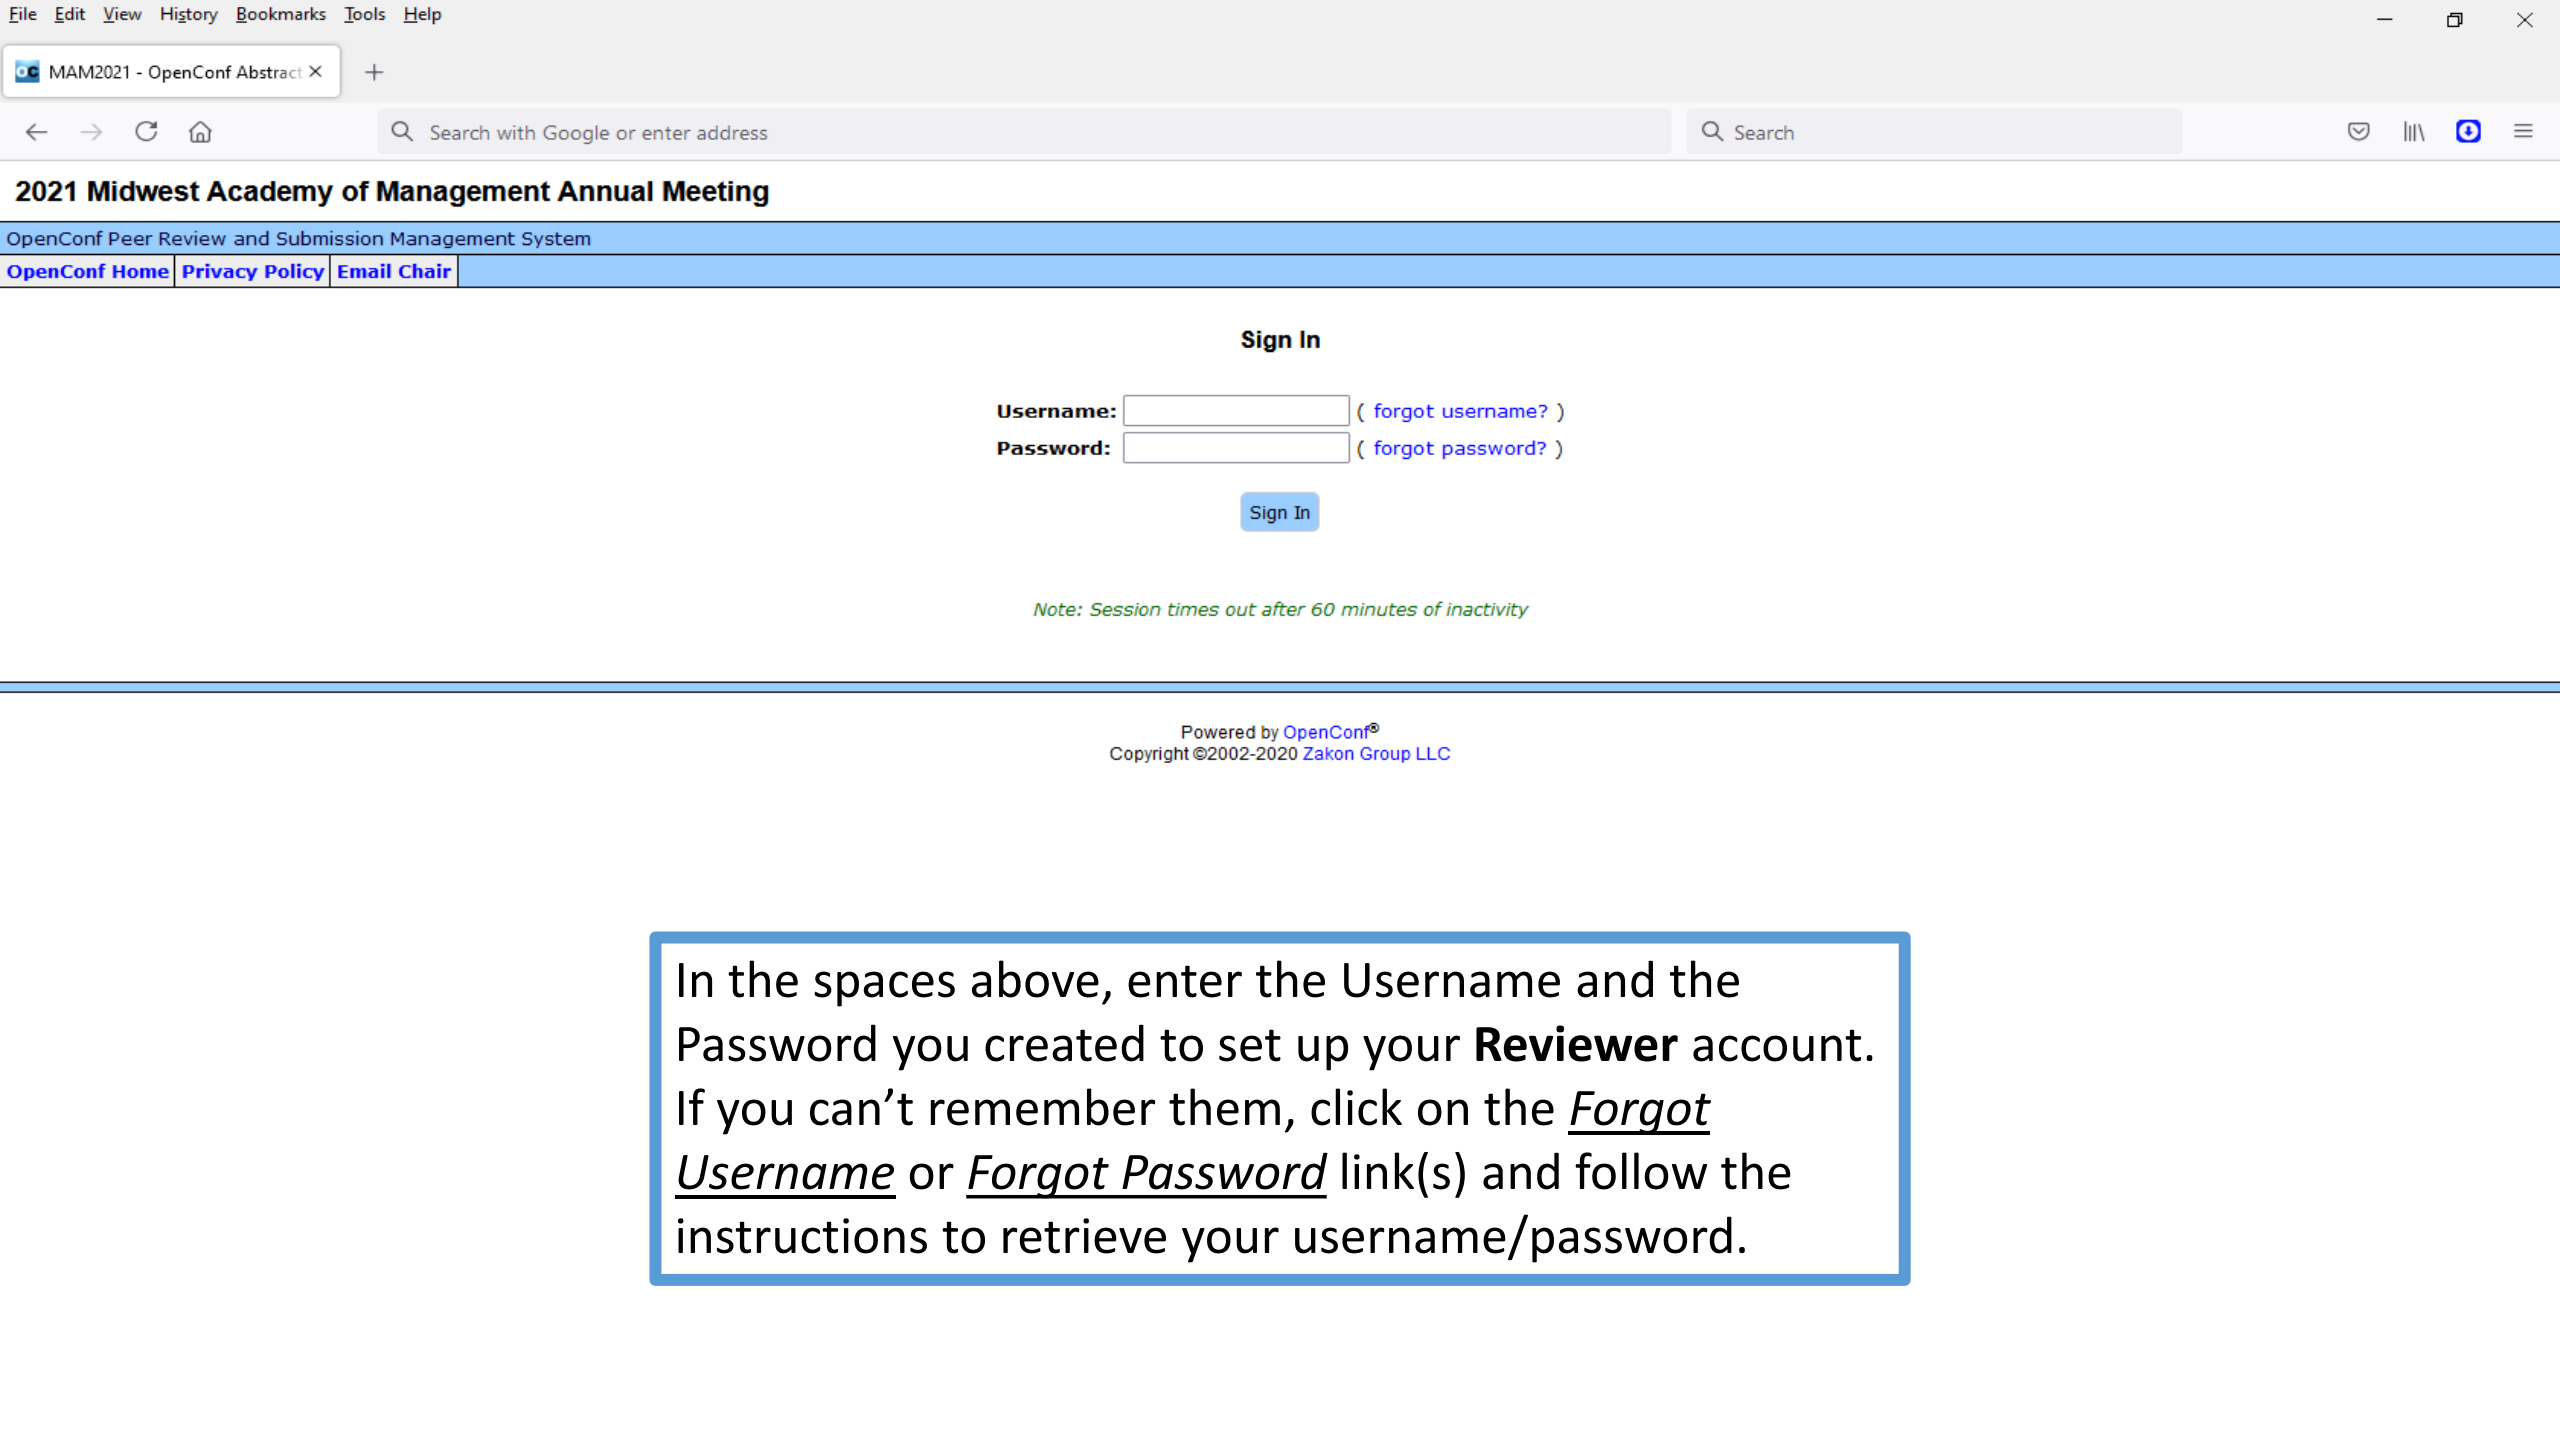 File Edit View History Bookmarks Tools Help
MAM2021 - OpenConf Abstract
Search with Google or enter address
Search
2021 Midwest Academy of Management Annual Meeting
OpenConf Peer Review and Submission Management System
OpenConf Home Privacy Policy Email Chair
Sign In
Username: ( forgot username? )
Password: ( forgot password? )
Sign In
Note: Session times out after 60 minutes of inactivity
Powered by OpenConf®
Copyright ©2002-2020 Zakon Group LLC
In the spaces above, enter the Username and the
Password you created to set up your Reviewer account.
If you can’t remember them, click on the Forgot
Username or Forgot Password link(s) and follow the
instructions to retrieve your username/password.